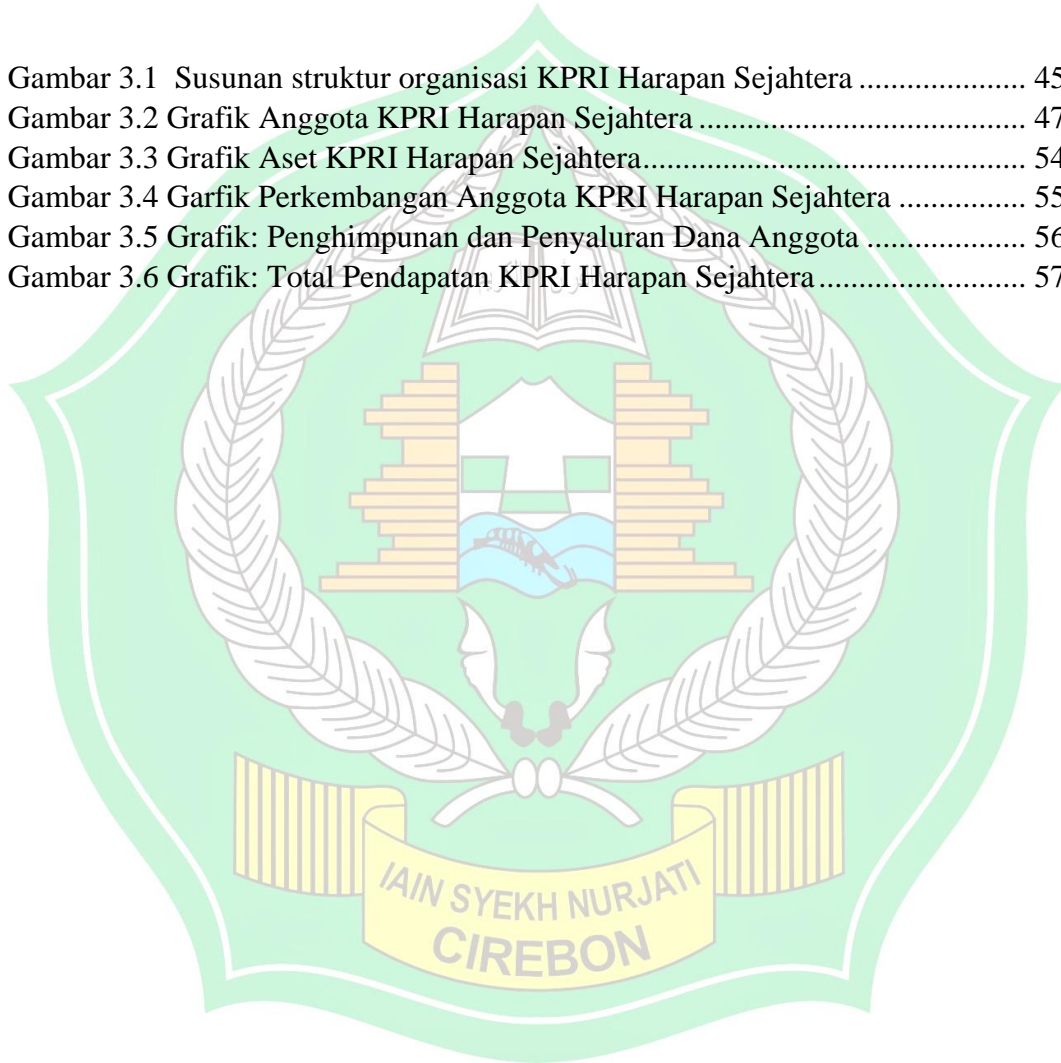 Gambar 3.1  Susunan struktur organisasi KPRI Harapan Sejahtera .................... 45
Gambar 3.2 Grafik Anggota KPRI Harapan Sejahtera ....................................... 47
Gambar 3.3 Grafik Aset KPRI Harapan Sejahtera.............................................. 54
Gambar 3.4 Garfik Perkembangan Anggota KPRI Harapan Sejahtera ............... 55
Gambar 3.5 Grafik: Penghimpunan dan Penyaluran Dana Anggota ................... 56
Gambar 3.6 Grafik: Total Pendapatan KPRI Harapan Sejahtera ......................... 57
IAIN SYEKH NURJATI
CIREBON